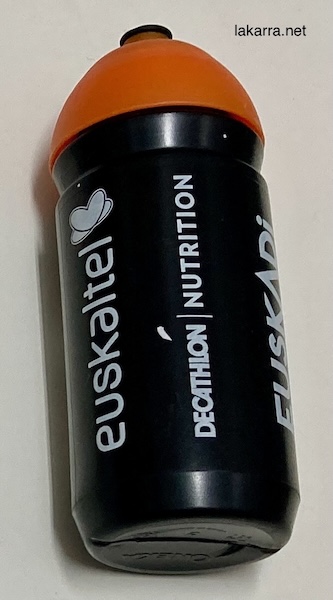 lakarra.net
euskaltel
DECATHLON | NUTRITION
EUSKADI